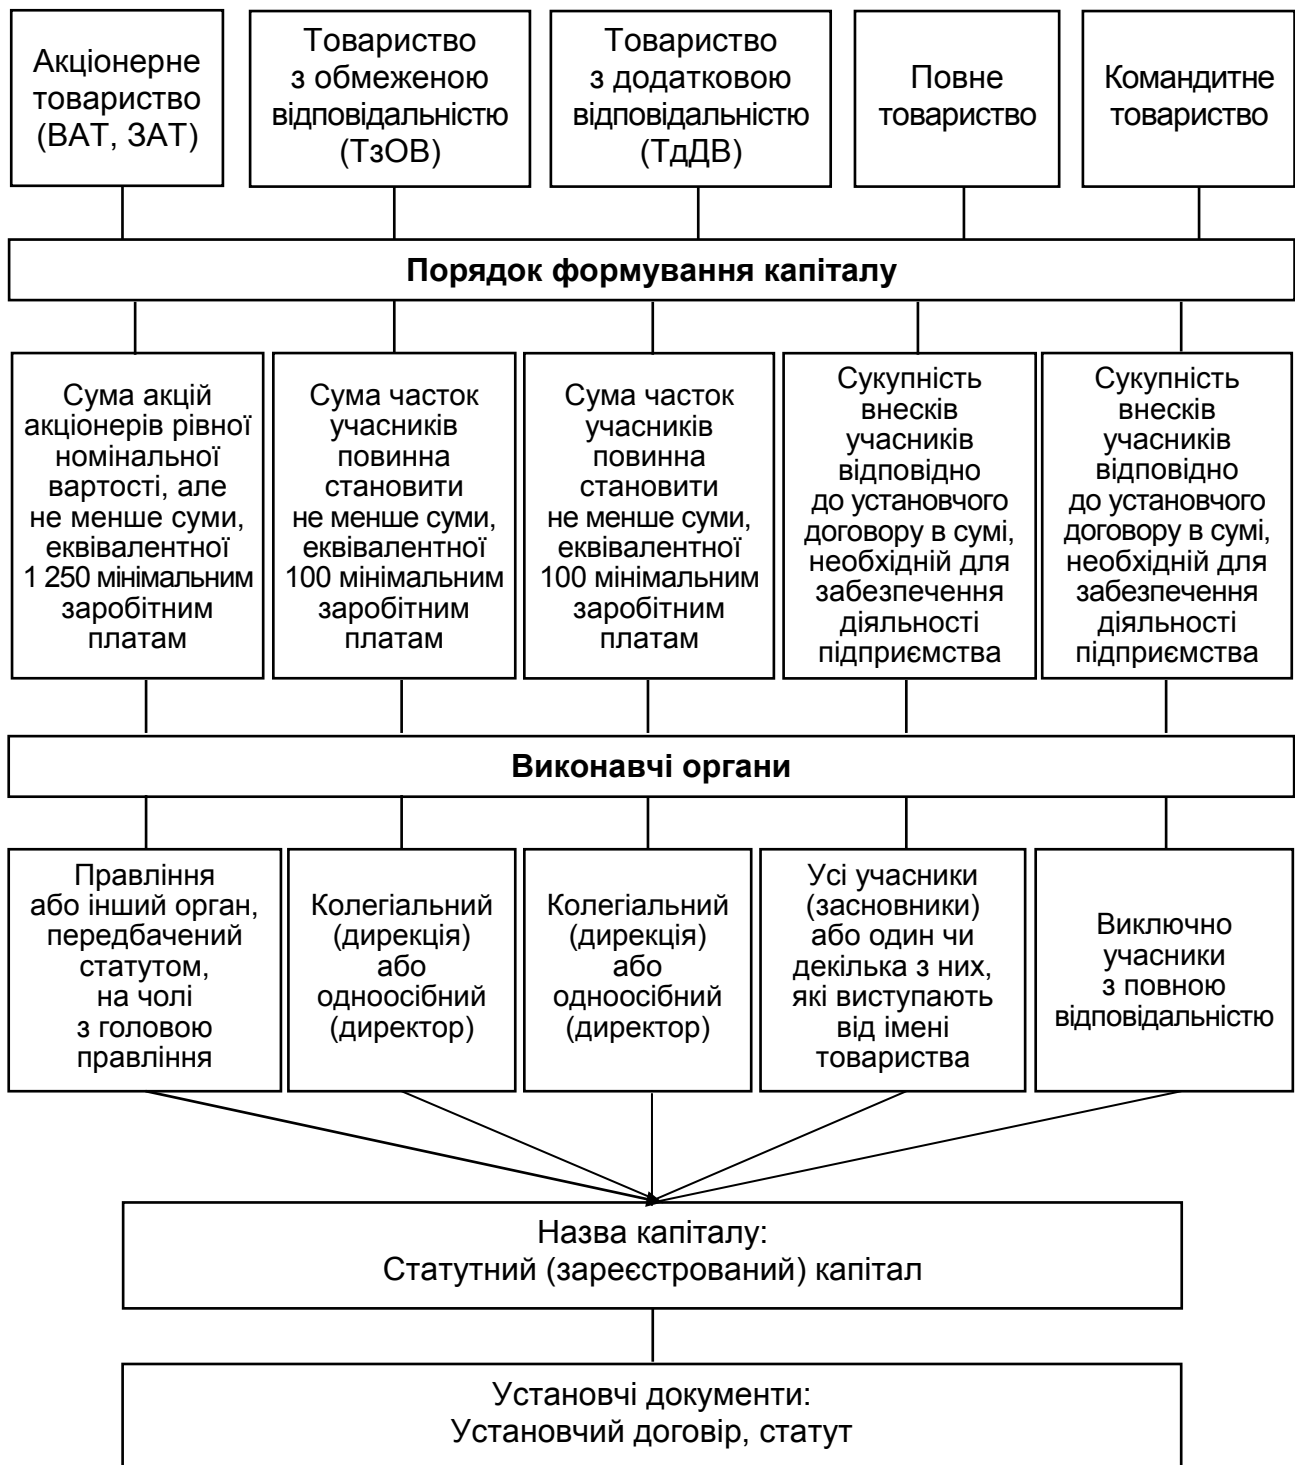 Акціонерне
товариство
(ВАТ, ЗАТ)
Товариство
з обмеженою
відповідальністю
(ТзОВ)
Товариство
з додатковою
відповідальністю
(ТдДВ)
Повне
товариство
Командитне
товариство
Порядок формування капіталу
Сума акцій
акціонерів рівної
номінальної
вартості, але
не менше суми,
еквівалентної
1 250 мінімальним
заробітним
платам
Сума часток
учасників
повинна
становити
не менше суми,
еквівалентної
100 мінімальним
заробітним
платам
Сума часток
учасників
повинна
становити
не менше суми,
еквівалентної
100 мінімальним
заробітним
платам
Сукупність
внесків
учасників
відповідно
до установчого
договору в сумі,
необхідній для
забезпечення
діяльності
підприємства
Сукупність
внесків
учасників
відповідно
до установчого
договору в сумі,
необхідній для
забезпечення
діяльності
підприємства
Виконавчі органи
Правління
або інший орган,
передбачений
статутом,
на чолі
з головою
правління
Колегіальний
(дирекція)
або
одноосібний
(директор)
Колегіальний
(дирекція)
або
одноосібний
(директор)
Усі учасники
(засновники)
або один чи
декілька з них,
які виступають
від імені
товариства
Виключно
учасники
з повною
відповідальністю
Назва капіталу:
Статутний (зареєстрований) капітал
Установчі документи:
Установчий договір, статут